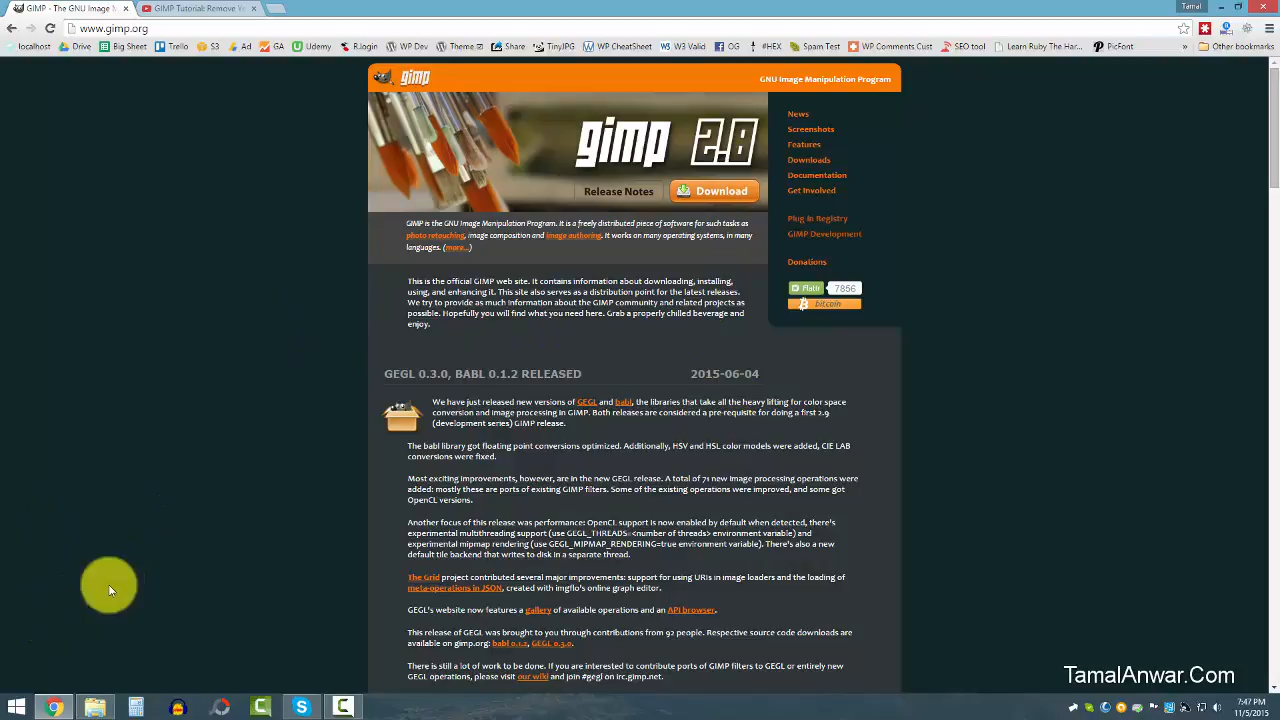 GIMP - The GNU Image M
GIMP Tutorial: Remove
Tamal
www.gimp.org
localhost
Drive
Big Sheet
Trello
S3
GA
Udemy
R.login
WP
Theme
Share
TinyJPG
WP CheatSheet
W3 Valid
OG
#HEX
Spam Test
WP Comments Cust
SEO tool
Learn Ruby The Har
PicFont
Other bookmarks
gimp
GNU Image Manipulation Program
gimp 2.8
Release Notes
Download
News
Screenshots
Features
Downloads
Documentation
Get Involved
Plug-in Registry
GIMP Development
Donations
Flattr 7856
bitcoin
GIMP is the GNU Image Manipulation Program. It is a freely distributed piece of software for such tasks as
photo retouching, image composition and image authoring. It works on many operating systems, in many
languages. (more...)
This is the official GIMP web site. It contains information about downloading, installing,
using, and enhancing it. This site also serves as a distribution point for the latest releases.
We try to provide as much information about the GIMP community and related projects as
possible. Hopefully you will find what you need here. Grab a properly chilled beverage and
enjoy.
GEGL 0.3.0, BABL 0.1.2 RELEASED 2015-06-04
We have just released new versions of GEGL and babl, the libraries that take all the heavy lifting for color space
conversion and image processing in GIMP. Both releases are considered a pre-requisite for doing a first 2.9
(development series) GIMP release.
The babl library got floating point conversions optimized. Additionally, HSV and HSL color models were added, CIE LAB
conversions were fixed.
Most exciting improvements, however, are in the new GEGL release. A total of 71 new image processing operations were
added: mostly these are ports of existing GIMP filters. Some of the existing operations were improved, and some got
OpenCL versions.
Another focus of this release was performance: OpenCL support is now enabled by default when detected, there's
experimental multithreading support (use GEGL_THREADS=<number of threads> environment variable) and
experimental mipmap rendering (use GEGL_MIPMAP_RENDERING=true environment variable). There's also a new
default tile backend that writes to disk in a separate thread.
The Grid project contributed several major improvements: support for using URIs in image loaders and the loading of
meta-operations in JSON, created with imgflo's online graph editor.
GEGL's website now features a gallery of available operations and an API browser.
This release of GEGL was brought to you through contributions from 92 people. Respective source code downloads are
available on gimp.org: babl 0.1.2, GEGL 0.3.0.
There is still a lot of work to be done. If you are interested to contribute ports of GIMP filters to GEGL or entirely new
GEGL operations, please visit our wiki and join #gegl on irc.gimp.net.
TamalAnwar.Com
7:47 PM
11/5/2015